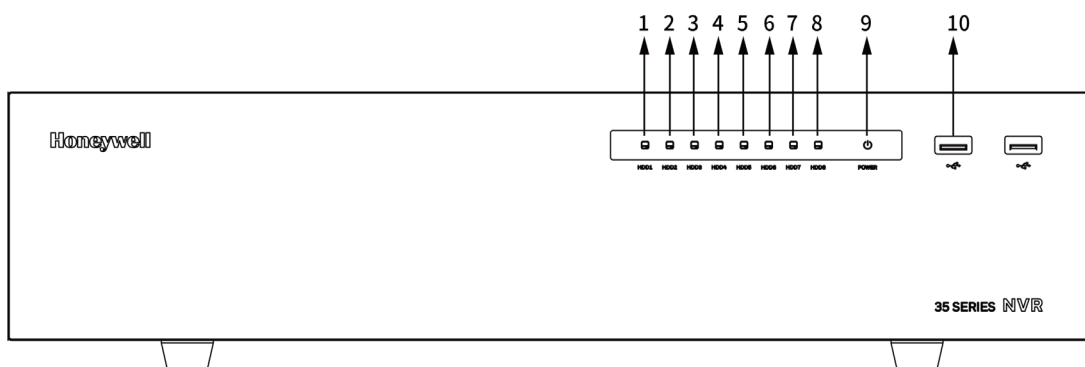 1 2 3 4 5 6 7 8 9 10
Honeywell
HDD1 HDD2 HDD3 HDD4 HDD5 HDD6 HDD7 HDD8 POWER
35 SERIES NVR